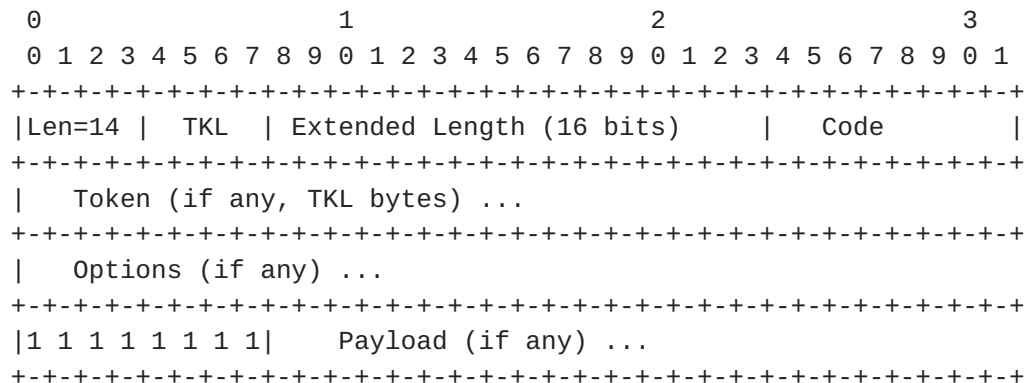 0                   1                   2                   3
 0 1 2 3 4 5 6 7 8 9 0 1 2 3 4 5 6 7 8 9 0 1 2 3 4 5 6 7 8 9 0 1
+-+-+-+-+-+-+-+-+-+-+-+-+-+-+-+-+-+-+-+-+-+-+-+-+-+-+-+-+-+-+-+-+
|Len=14 |  TKL  | Extended Length (16 bits)     |   Code        |
+-+-+-+-+-+-+-+-+-+-+-+-+-+-+-+-+-+-+-+-+-+-+-+-+-+-+-+-+-+-+-+-+
|   Token (if any, TKL bytes) ...
+-+-+-+-+-+-+-+-+-+-+-+-+-+-+-+-+-+-+-+-+-+-+-+-+-+-+-+-+-+-+-+-+
|   Options (if any) ...
+-+-+-+-+-+-+-+-+-+-+-+-+-+-+-+-+-+-+-+-+-+-+-+-+-+-+-+-+-+-+-+-+
|1 1 1 1 1 1 1 1|    Payload (if any) ...
+-+-+-+-+-+-+-+-+-+-+-+-+-+-+-+-+-+-+-+-+-+-+-+-+-+-+-+-+-+-+-+-+